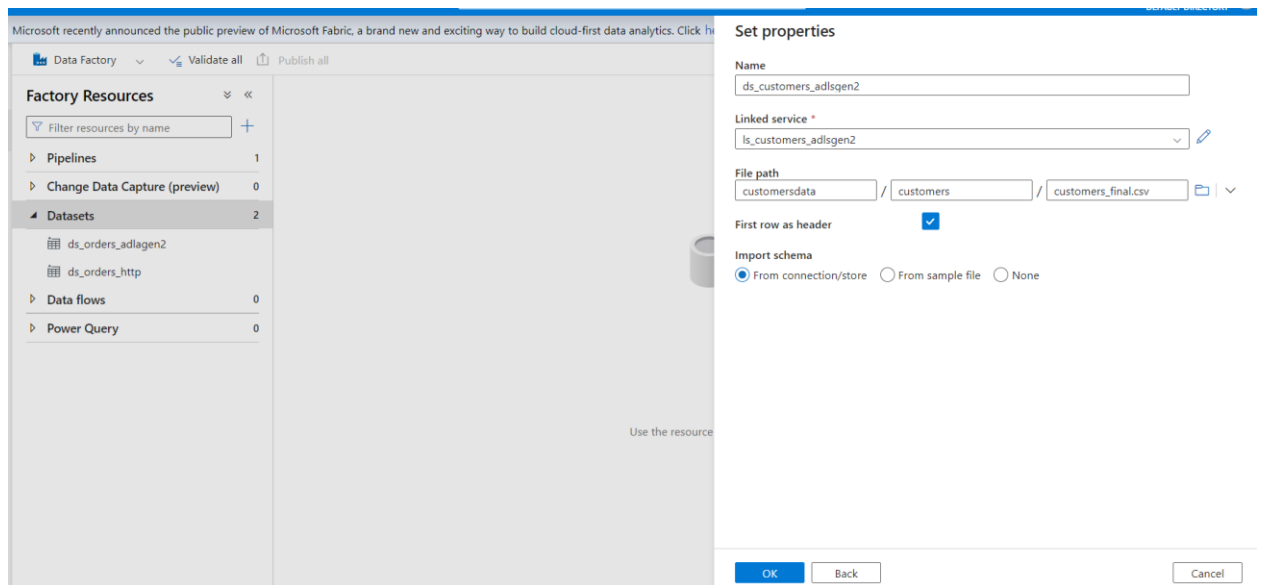 Microsoft recently announced the public preview of Microsoft Fabric, a brand new and exciting way to build cloud-first data analytics. Click he
Data Factory
Validate all
Publish all
Factory Resources
Filter resources by name
Pipelines 1
Change Data Capture (preview) 0
Datasets 2
ds_orders_adlagen2
ds_orders_http
Data flows 0
Power Query 0
Use the resource
Set properties
Name
ds_customers_adlsgen2
Linked service *
ls_customers_adlsgen2
File path
customersdata / customers / customers_final.csv
First row as header
Import schema
From connection/store From sample file None
OK Back Cancel